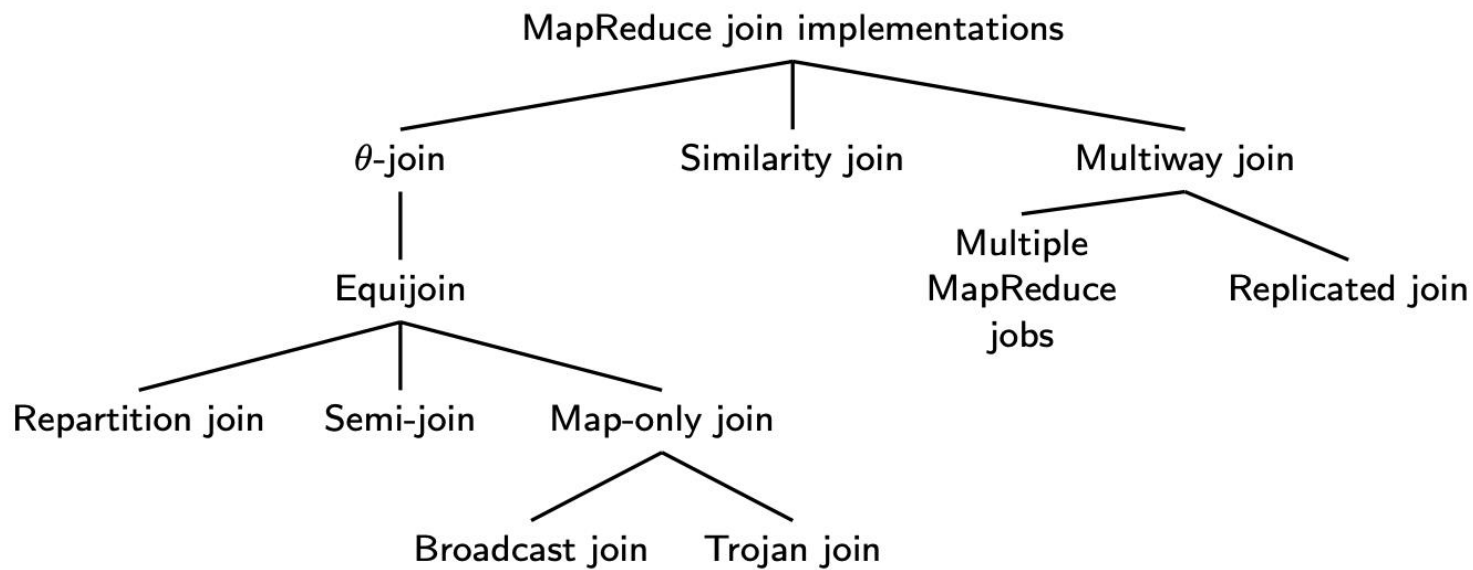 MapReduce join implementations
θ-join
Similarity join
Multiway join
Equijoin
Multiple
MapReduce
jobs
Replicated join
Repartition join
Semi-join
Map-only join
Broadcast join
Trojan join